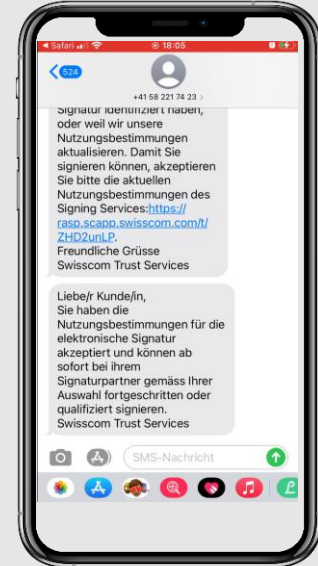 Safari 18:05
624
+41 58 221 74 23 >
Signatur identifiziert haben,
oder weil wir unsere
Nutzungsbestimmungen
aktualisieren. Damit Sie
signieren können, akzeptieren
Sie bitte die aktuellen
Nutzungsbestimmungen des
Signing Services:https://
rasp.scapp.swisscom.com/t/
ZHD2unLP.
Freundliche Grüsse
Swisscom Trust Services
Liebe/r Kunde/in,
Sie haben die
Nutzungsbestimmungen für die
elektronische Signatur
akzeptiert und können ab
sofort bei ihrem
Signaturpartner gemäss Ihrer
Auswahl fortgeschritten oder
qualifiziert signieren.
Swisscom Trust Services
SMS-Nachricht